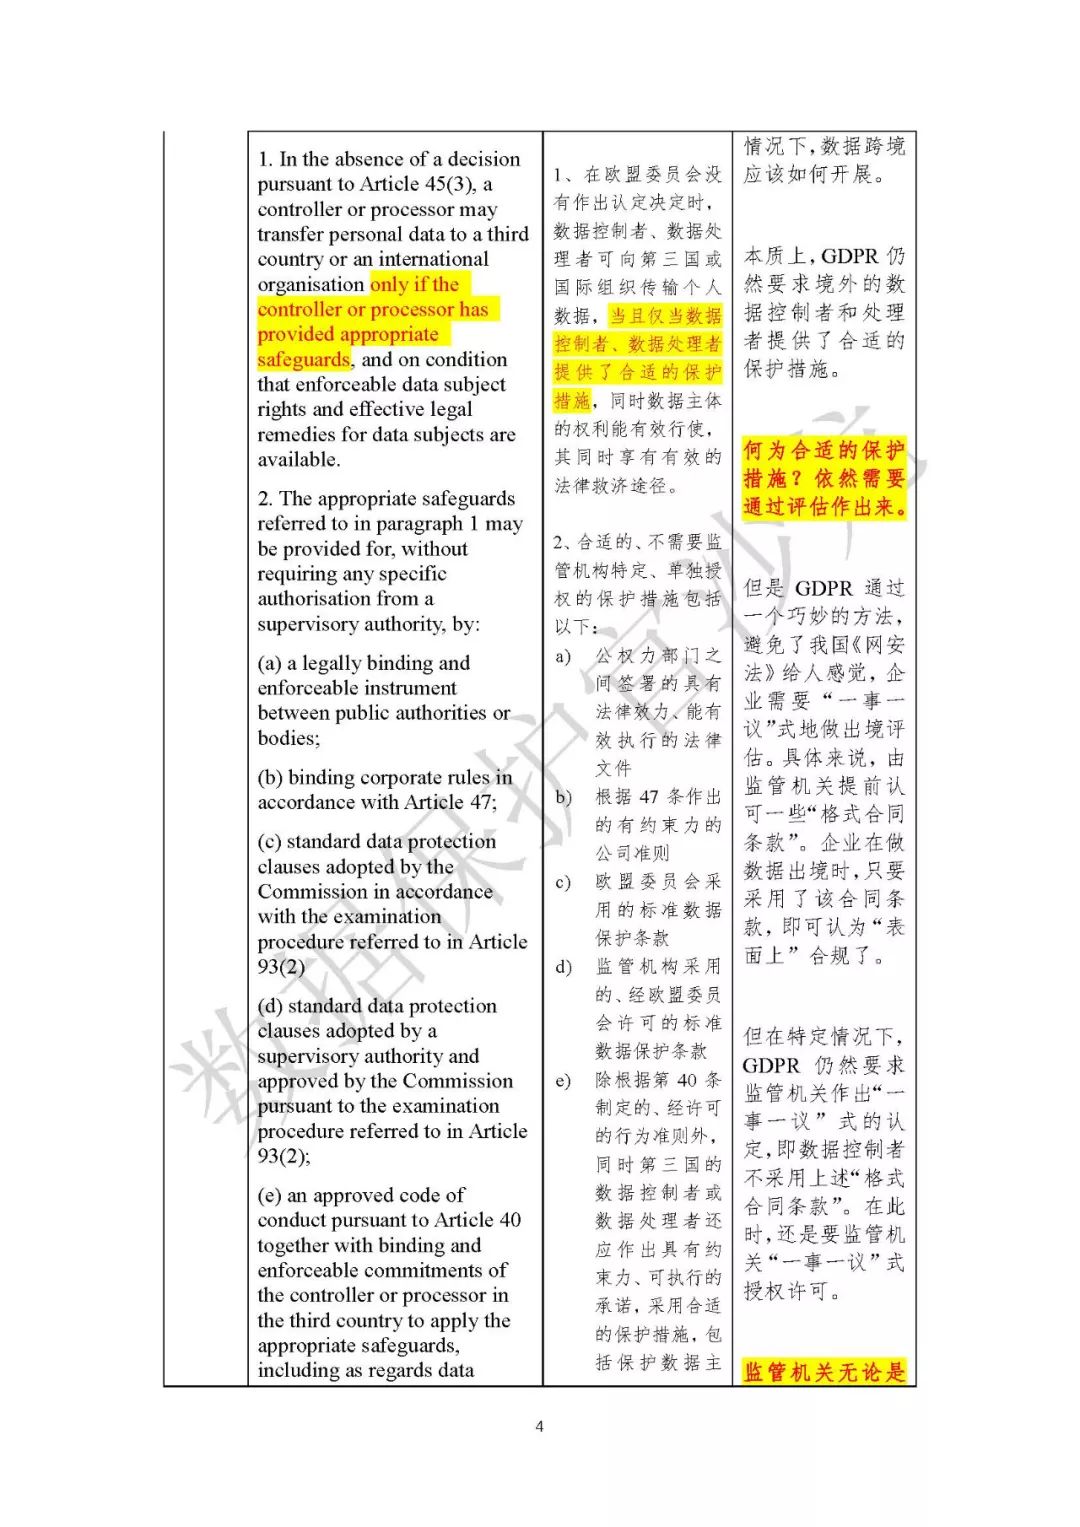 1. In the absence of a decision
pursuant to Article 45(3), a
controller or processor may
transfer personal data to a third
country or an international
organisation only if the
controller or processor has
provided appropriate
safeguards, and on condition
that enforceable data subject
rights and effective legal
remedies for data subjects are
available.
2. The appropriate safeguards
referred to in paragraph 1 may
be provided for, without
requiring any specific
authorisation from a
supervisory authority, by:
(a) a legally binding and
enforceable instrument
between public authorities or
bodies;
(b) binding corporate rules in
accordance with Article 47;
(c) standard data protection
clauses adopted by the
Commission in accordance
with the examination
procedure referred to in Article
93(2)
(d) standard data protection
clauses adopted by a
supervisory authority and
approved by the Commission
pursuant to the examination
procedure referred to in Article
93(2);
(e) an approved code of
conduct pursuant to Article 40
together with binding and
enforceable commitments of
the controller or processor in
the third country to apply the
appropriate safeguards,
including as regards data
1、在欧盟委员会没
有作出认定决定时，
数据控制者、数据处
理者可向第三国或
国际组织传输个人
数据，当且仅当数据
控制者、数据处理者
提供了合适的保护
措施，同时数据主体
的权利能有效行使，
其同时享有有效的
法律救济途径。
2、合适的、不需要监
管机构特定、单独授
权的保护措施包括
以下：
a) 公权力部门之
间签署的具有
法律效力、能有
效执行的法律
文件
b) 根据 47 条作出
的有约束力的
公司准则
c) 欧盟委员会采
用的标准数据
保护条款
d) 监管机构采用
的、经欧盟委员
会许可的标准
数据保护条款
e) 除根据第 40 条
制定的、经许可
的行为准则外，
同时第三国的
数据控制者或
数据处理者还
应作出具有约
束力、可执行的
承诺，采用合适
的保护措施，包
括保护数据主
情况下，数据跨境
应该如何开展。
本质上，GDPR 仍
然要求境外的数
据控制者和处理
者提供了合适的
保护措施。
何为合适的保护
措施？依然需要
通过评估作出来。
但是 GDPR 通过
一个巧妙的方法，
避免了我国《网安
法》给人感觉，企
业需要“一事一
议”式地做出境评
估。具体来说，由
监管机关提前认
可一些“格式合同
条款”。企业在做
数据出境时，只要
采用了该合同条
款，即可认为“表
面上”合规了。
但在特定情况下，
GDPR 仍然要求
监管机关作出“一
事一议”式的认
定，即数据控制者
不采用上述“格式
合同条款”。在此
时，还是要监管机
关“一事一议”式
授权许可。
监管机关无论是
4
数据保护官沙龙